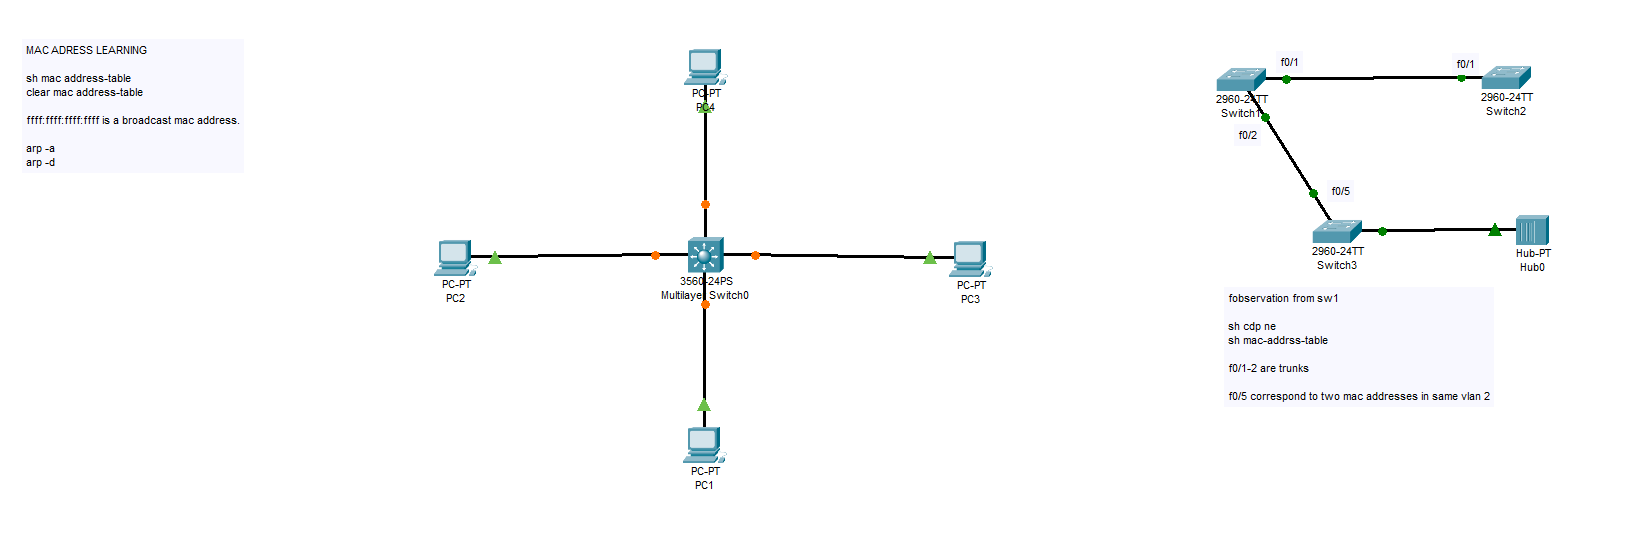 MAC ADRESS LEARNING
sh mac address-table
clear mac address-table
ffff:ffff:ffff:ffff is a broadcast mac address.
arp -a
arp -d
PC-PT
PC4
PC-PT
PC2
3560-24PS
Multilayer Switch0
PC-PT
PC3
PC-PT
PC1
f0/1
f0/1
2960-24TT
Switch1
2960-24TT
Switch2
f0/2
f0/5
2960-24TT
Switch3
Hub-PT
Hub0
fobservation from sw1
sh cdp ne
sh mac-addrss-table
f0/1-2 are trunks
f0/5 correspond to two mac addresses in same vlan 2